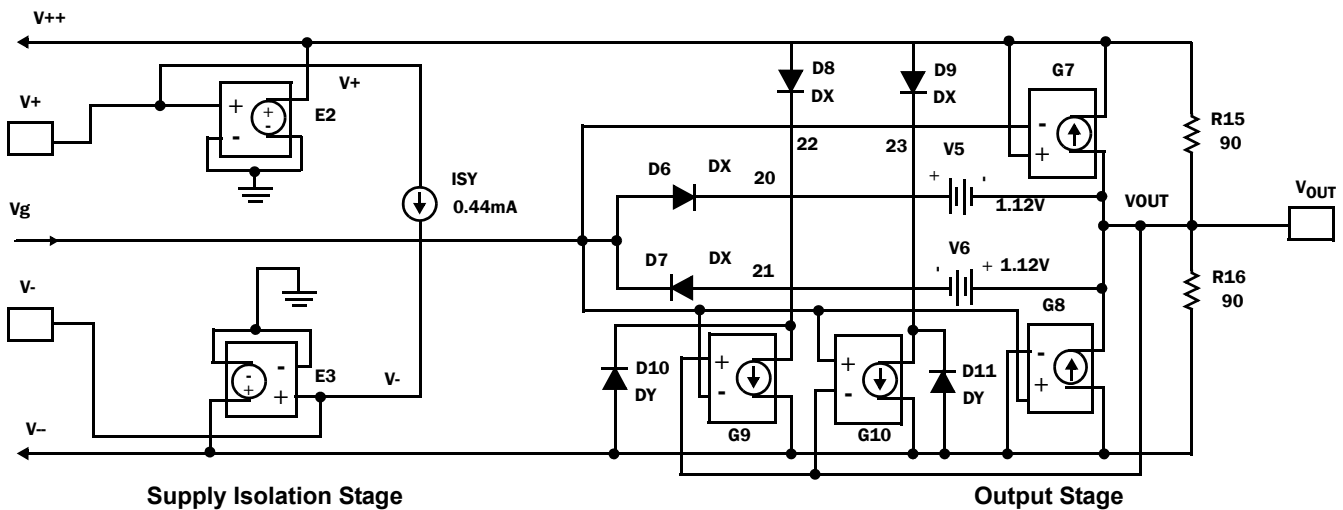 V++
V+
V+
+
-
+
-
E2
ISY
0.44mA
Vg
V-
-
+
-
+
E3
V-
V--
D8
DX
D9
DX
G7
-
+
R15
90
22
23
D6
DX
20
V5
+
-
1.12V
VOUT
VOUT
D7
DX
21
V6
-
+ 1.12V
R16
90
G8
-
+
D10
DY
+
-
G9
+
-
G10
D11
DY
Supply Isolation Stage
Output Stage